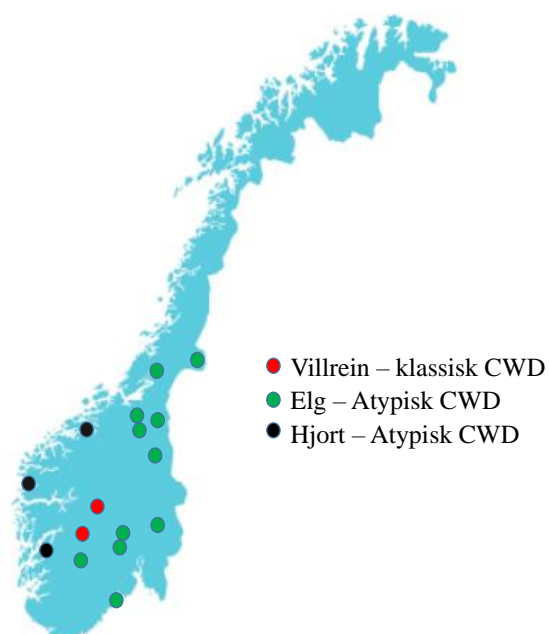 Villrein – klassisk CWD
Elg – Atypisk CWD
Hjort – Atypisk CWD